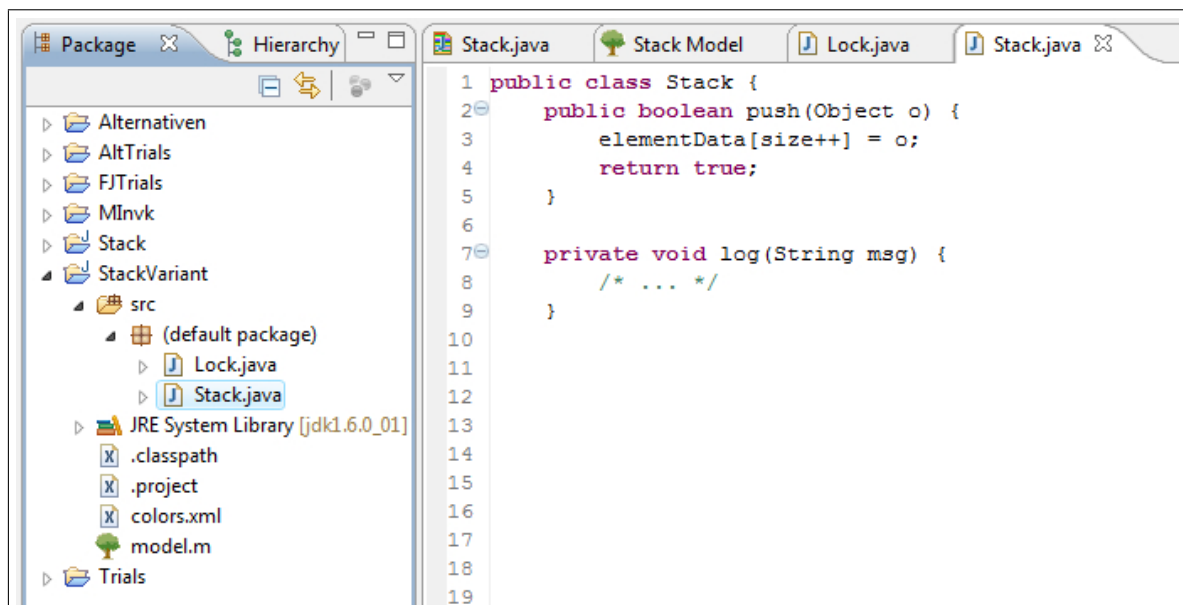 Package Hierarchy
Alternativen
AltTrials
FJTrials
MInvk
Stack
StackVariant
src
(default package)
Lock.java
Stack.java
JRE System Library [jdk1.6.0_01]
.classpath
.project
colors.xml
model.m
Trials
Stack.java Stack Model Lock.java Stack.java
1 public class Stack {
2 public boolean push(Object o) {
3 elementData[size++] = o;
4 return true;
5 }
6
7 private void log(String msg) {
8 /* ... */
9 }
10
11
12
13
14
15
16
17
18
19